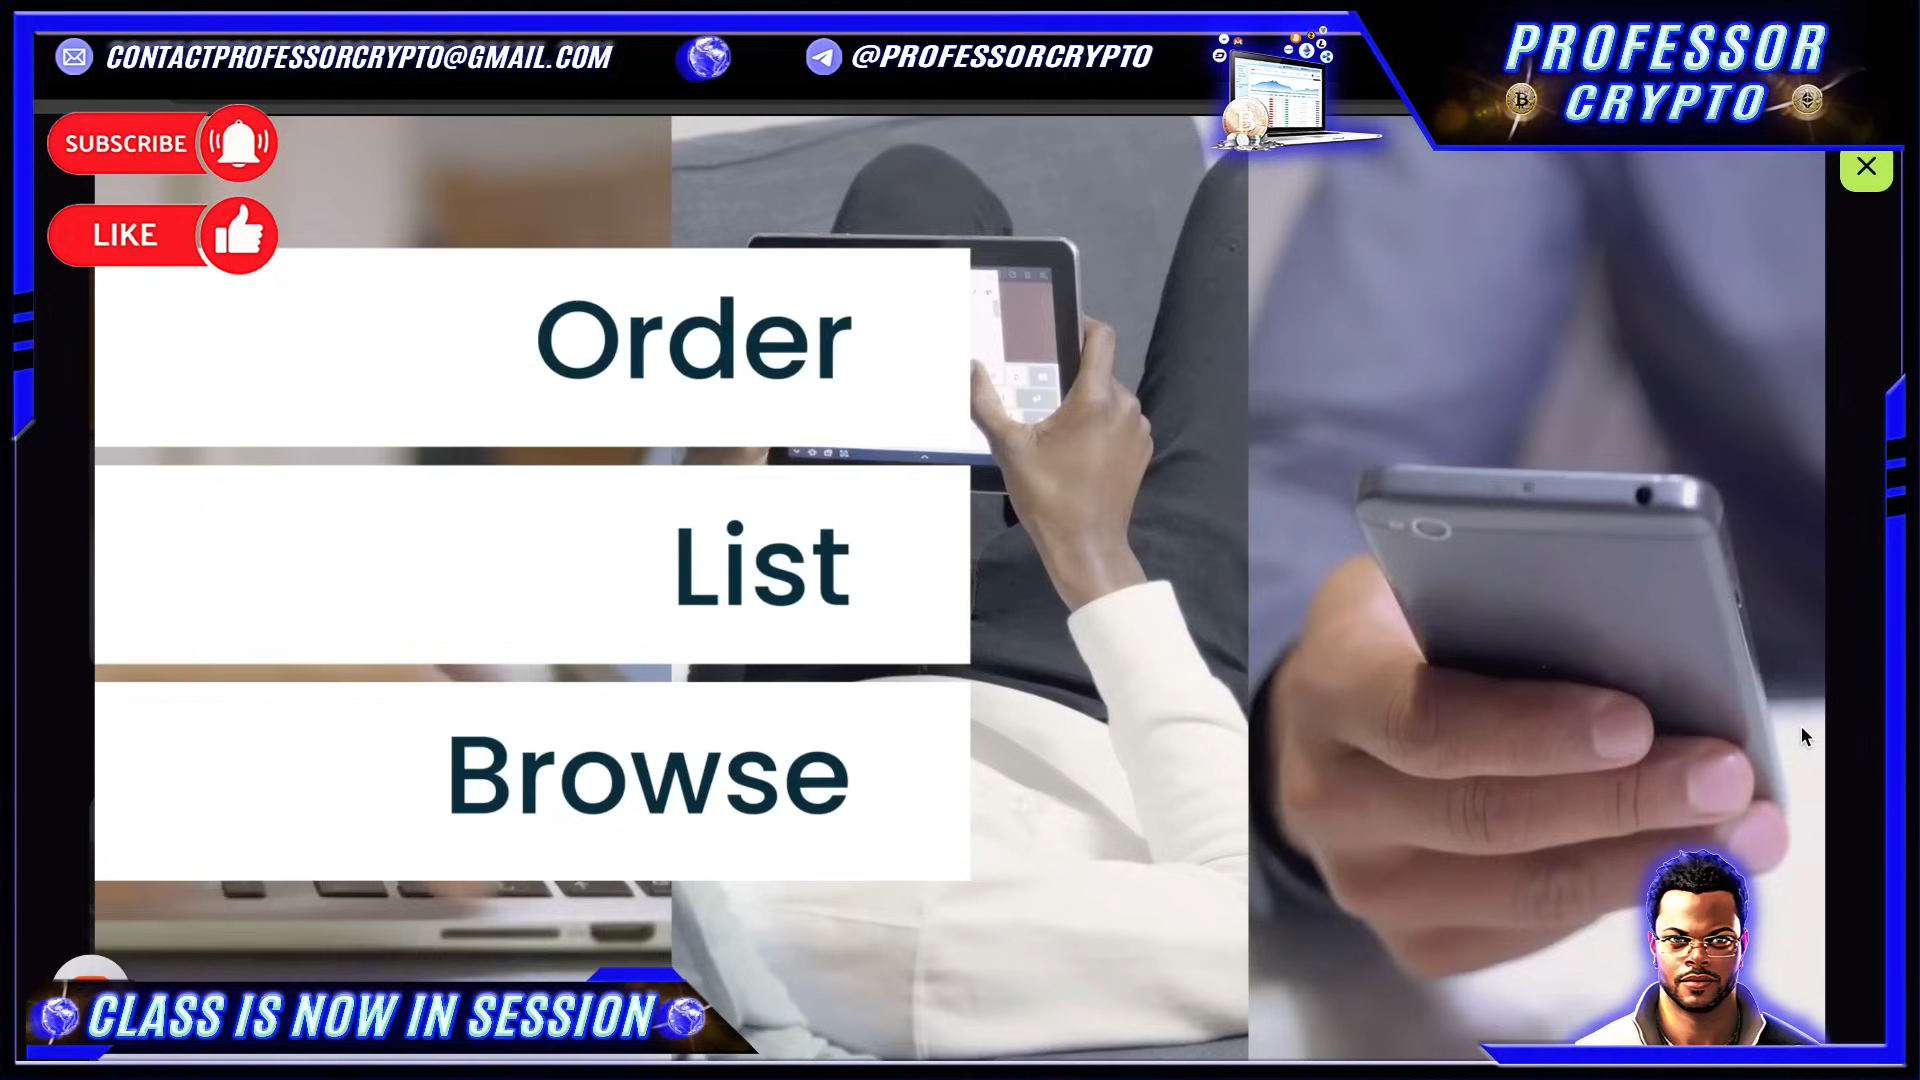 CONTACTPROFESSORCRYPTO@GMAIL.COM
@PROFESSORCRYPTO
PROFESSOR
CRYPTO
SUBSCRIBE
LIKE
Order
List
Browse
CLASS IS NOW IN SESSION